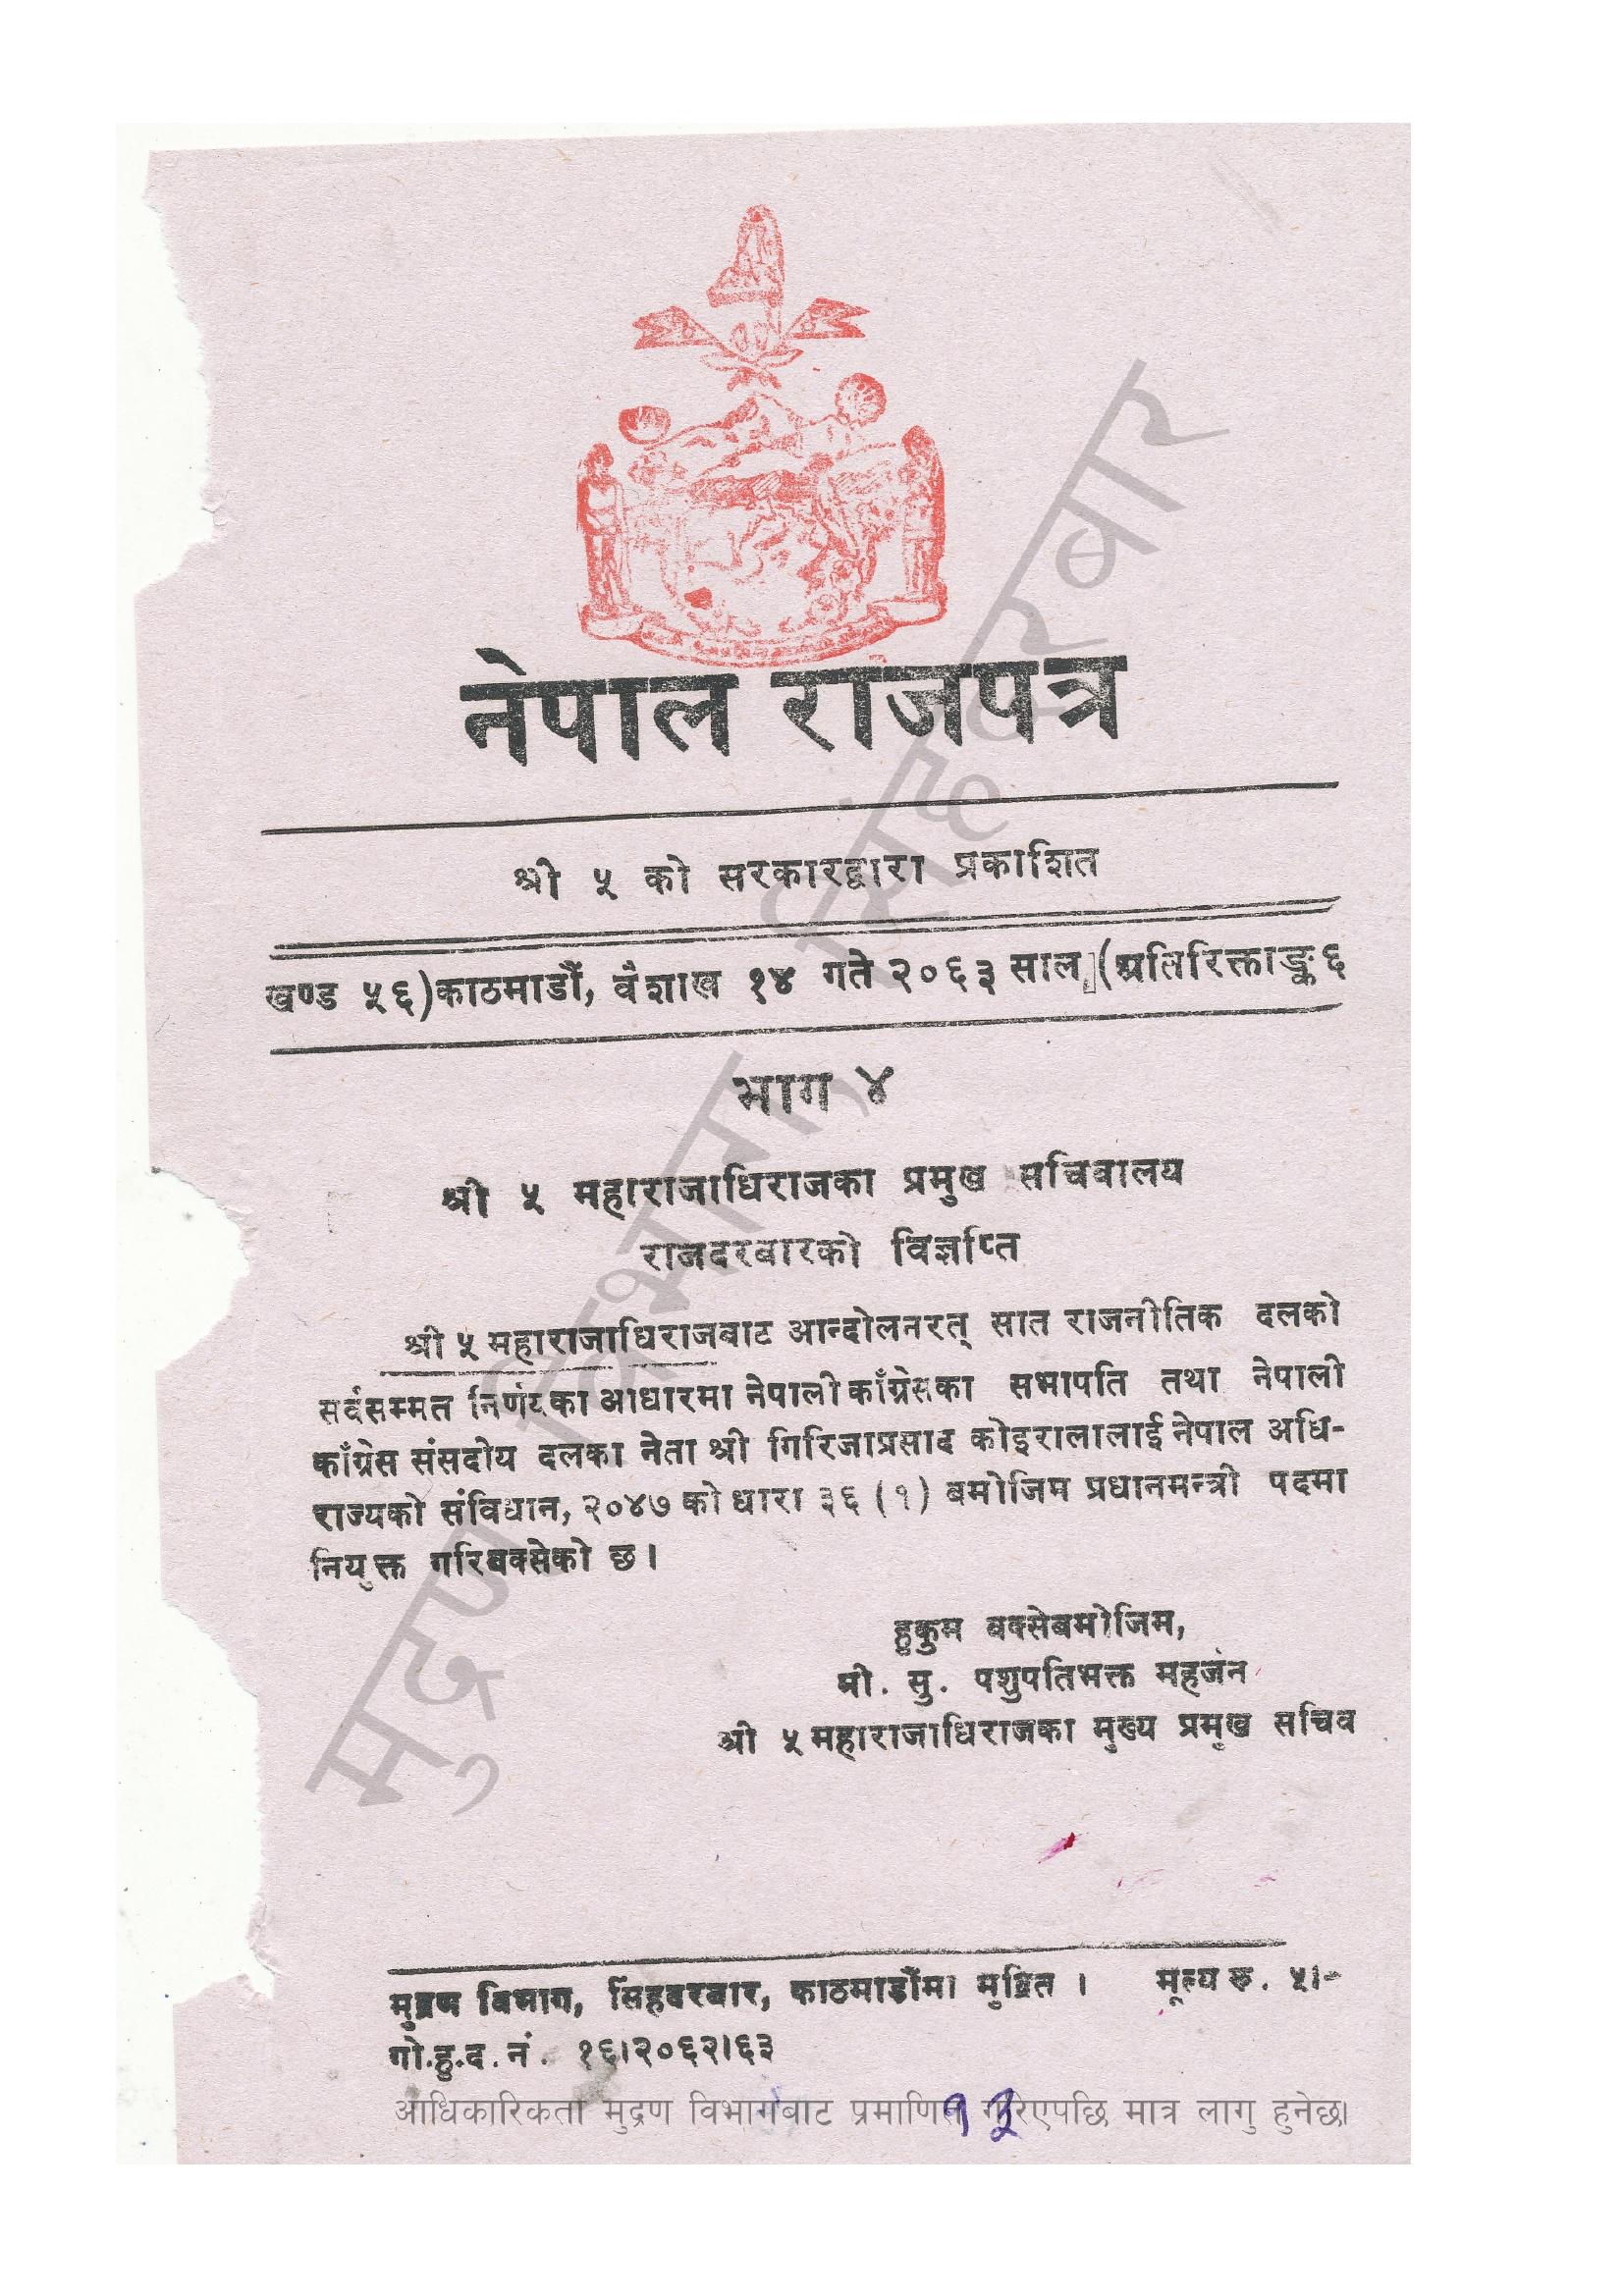 नेपाल राजपत्र
श्री ५ को सरकारद्वारा प्रकाशित
खण्ड ५६) काठमाडौँ, वैशाख १४ गते २०६३ साल, (अतिरिक्ताङ्क ६
भाग ४
श्री ५ महाराजाधिराजका प्रमुख सचिवालय
राजदरबारको विज्ञप्ति
श्री ५ महाराजाधिराजबाट आन्दोलनरत् सात राजनीतिक दलको
सर्वसम्मत निर्णयका आधारमा नेपाली काँग्रेसका सभापति तथा नेपाली
काँग्रेस संसदीय दलका नेता श्री गिरिजाप्रसाद कोइरालालाई नेपाल अधि-
राज्यको संविधान, २०४७ को धारा ३६ (१) बमोजिम प्रधानमन्त्री पदमा
नियुक्त गरिबक्सेको छ।
हुकुम बक्सेबमोजिम,
मी. सु. पशुपतिभक्त महर्जन
श्री ५ महाराजाधिराजका मुख्य प्रमुख सचिव
मुद्रण विभाग, सिंहदरबार, काठमाडौँमा मुद्रित । मूल्य रु. ५।-
गो.हु.द.नं. १६।२०६२।६३
आधिकारिकता मुद्रण विभागबाट प्रमाणित गरिएपछि मात्र लागु हुनेछ।
१३
मुद्रण विभाग, सिंहदरबार